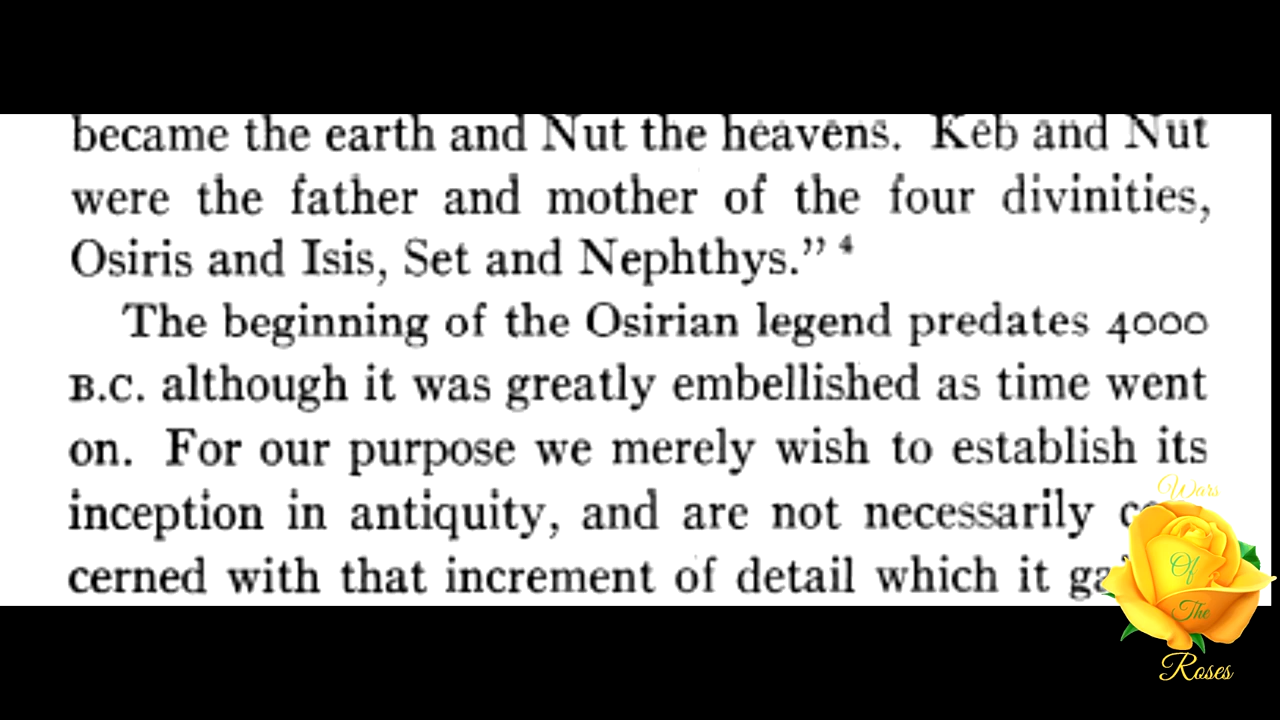 became the earth and Nut the heavens. Keb and Nut
were the father and mother of the four divinities,
Osiris and Isis, Set and Nephthys." 4
The beginning of the Osirian legend predates 4000
B.C. although it was greatly embellished as time went
on. For our purpose we merely wish to establish its
inception in antiquity, and are not necessarily
cerned with that increment of detail which it
Wars
Of
The
Roses